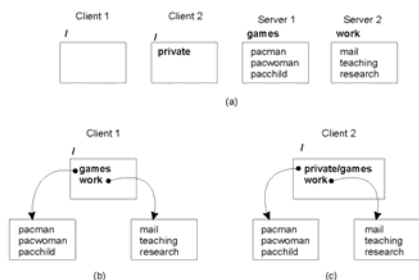 Client 1 Client 2 Server 1 Server 2
/ / games work
private pacman mail
pacwoman teaching
pacchild research
(a)
Client 1 Client 2
/ /
games private/games
work work
pacman mail pacman mail
pacwoman teaching pacwoman teaching
pacchild research pacchild research
(b) (c)